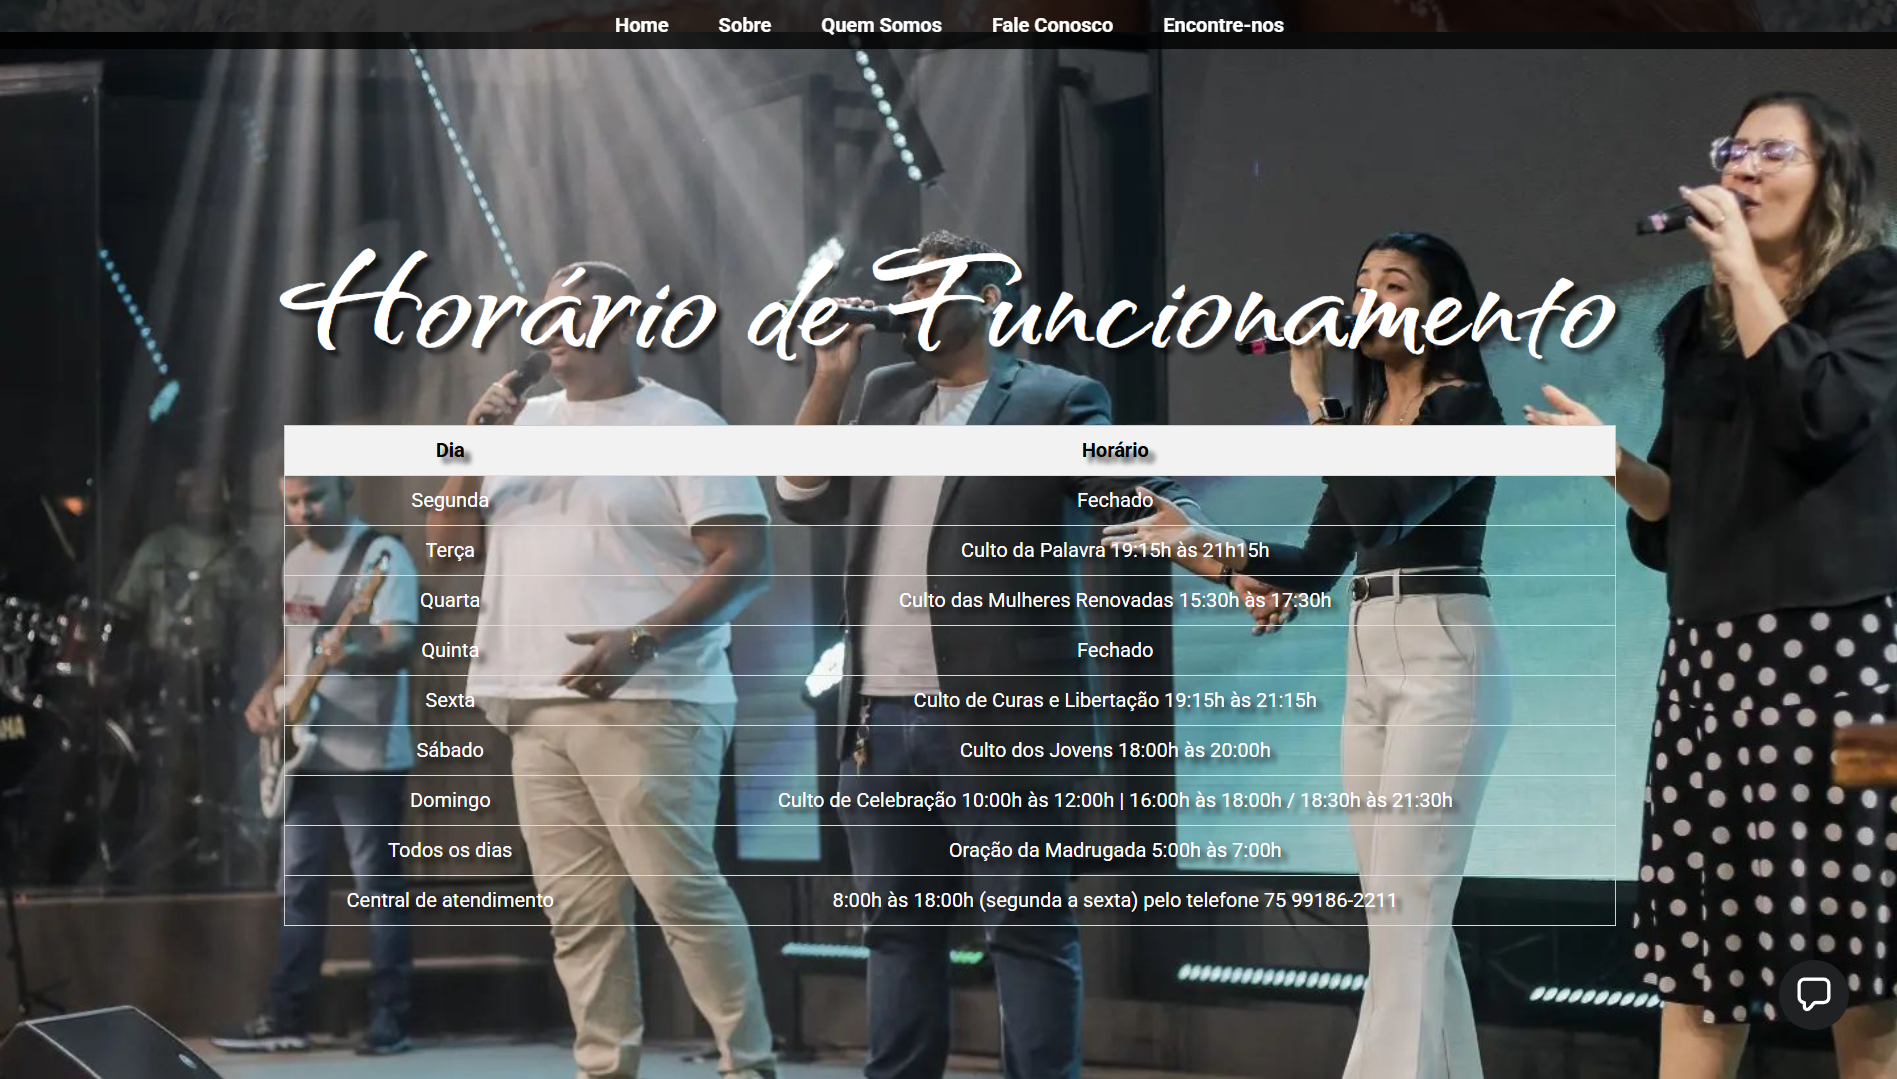 Home Sobre Quem Somos Fale Conosco Encontre-nos
Horário de Funcionamento
Dia Horário
Segunda Fechado
Terça Culto da Palavra 19:15h às 21h15h
Quarta Culto das Mulheres Renovadas 15:30h às 17:30h
Quinta Fechado
Sexta Culto de Curas e Libertação 19:15h às 21:15h
Sábado Culto dos Jovens 18:00h às 20:00h
Domingo Culto de Celebração 10:00h às 12:00h | 16:00h às 18:00h / 18:30h às 21:30h
Todos os dias Oração da Madrugada 5:00h às 7:00h
Central de atendimento 8:00h às 18:00h (segunda a sexta) pelo telefone 75 99186-2211